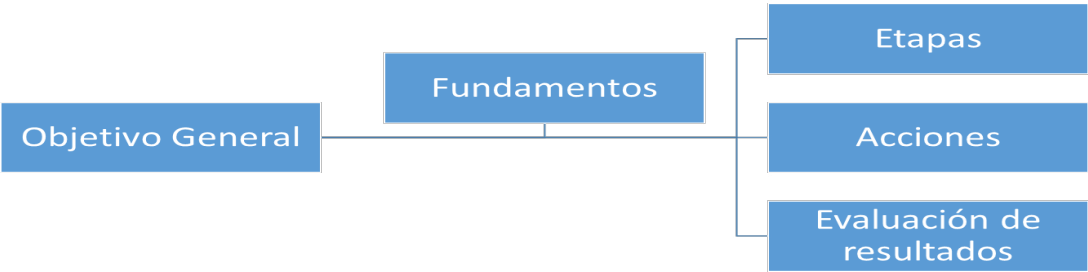 Objetivo General
Fundamentos
Etapas
Acciones
Evaluación de
resultados